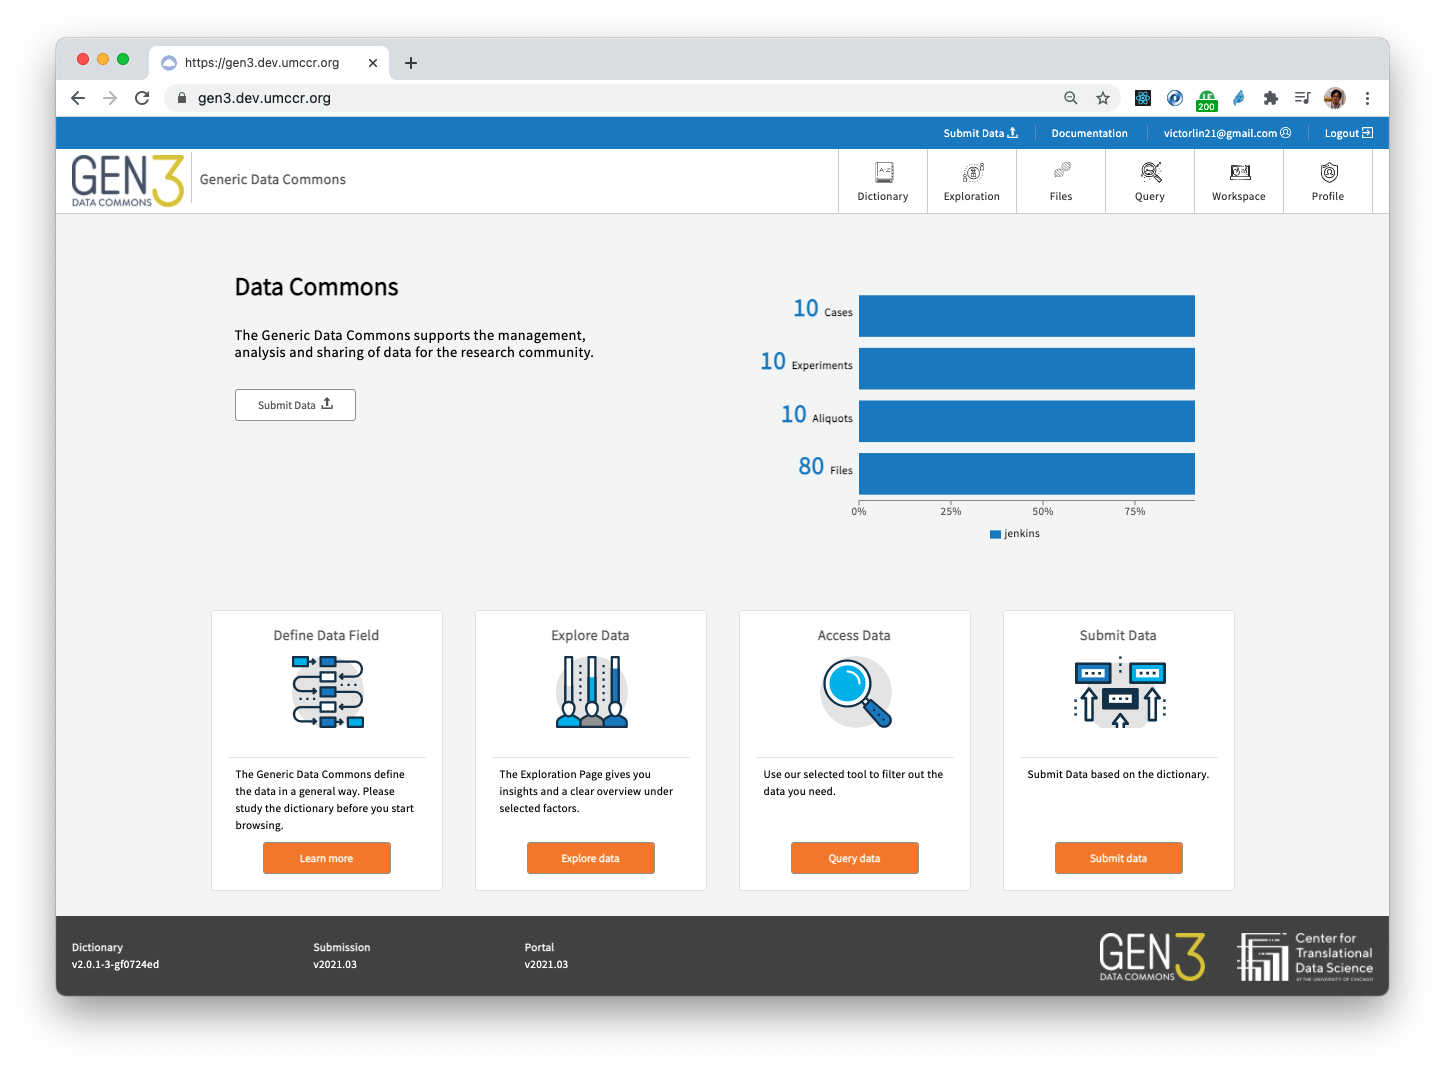 https://gen3.dev.umccr.org
gen3.dev.umccr.org
200
Submit Data
Documentation
victorlin21@gmail.com
Logout
GEN3
DATA COMMONS
Generic Data Commons
A-Z
Dictionary
Exploration
Files
Query
Workspace
Profile
Data Commons
The Generic Data Commons supports the management,
analysis and sharing of data for the research community.
Submit Data
10 Cases
10 Experiments
10 Aliquots
80 Files
0% 25% 50% 75%
jenkins
Define Data Field
The Generic Data Commons define
the data in a general way. Please
study the dictionary before you start
browsing.
Learn more
Explore Data
The Exploration Page gives you
insights and a clear overview under
selected factors.
Explore data
Access Data
Use our selected tool to filter out the
data you need.
Query data
Submit Data
Submit Data based on the dictionary.
Submit data
Dictionary
v2.0.1-3-gf0724ed
Submission
v2021.03
Portal
v2021.03
GEN3
DATA COMMONS
Center for
Translational
Data Science
AT THE UNIVERSITY OF CHICAGO